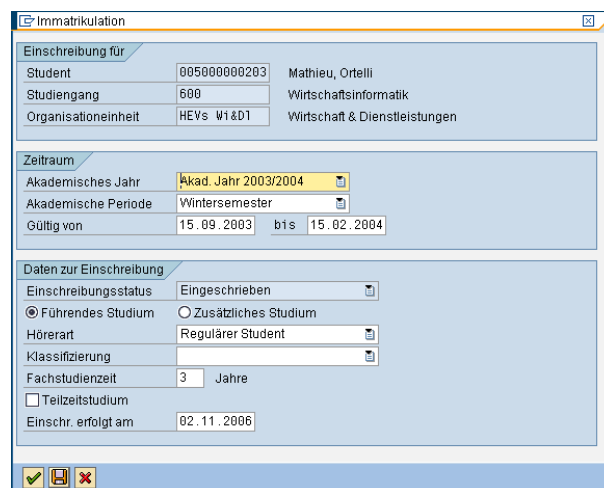 Immatrikulation
Einschreibung für
Student 005000000203 Mathieu, Ortelli
Studiengang 600 Wirtschaftsinformatik
Organisationeinheit HEVs Wi&Dl Wirtschaft & Dienstleistungen
Zeitraum
Akademisches Jahr Akad. Jahr 2003/2004
Akademische Periode Wintersemester
Gültig von 15.09.2003 bis 15.02.2004
Daten zur Einschreibung
Einschreibungsstatus Eingeschrieben
Führendes Studium Zusätzliches Studium
Hörerart Regulärer Student
Klassifizierung
Fachstudienzeit 3 Jahre
Teilzeitstudium
Einschr. erfolgt am 02.11.2006